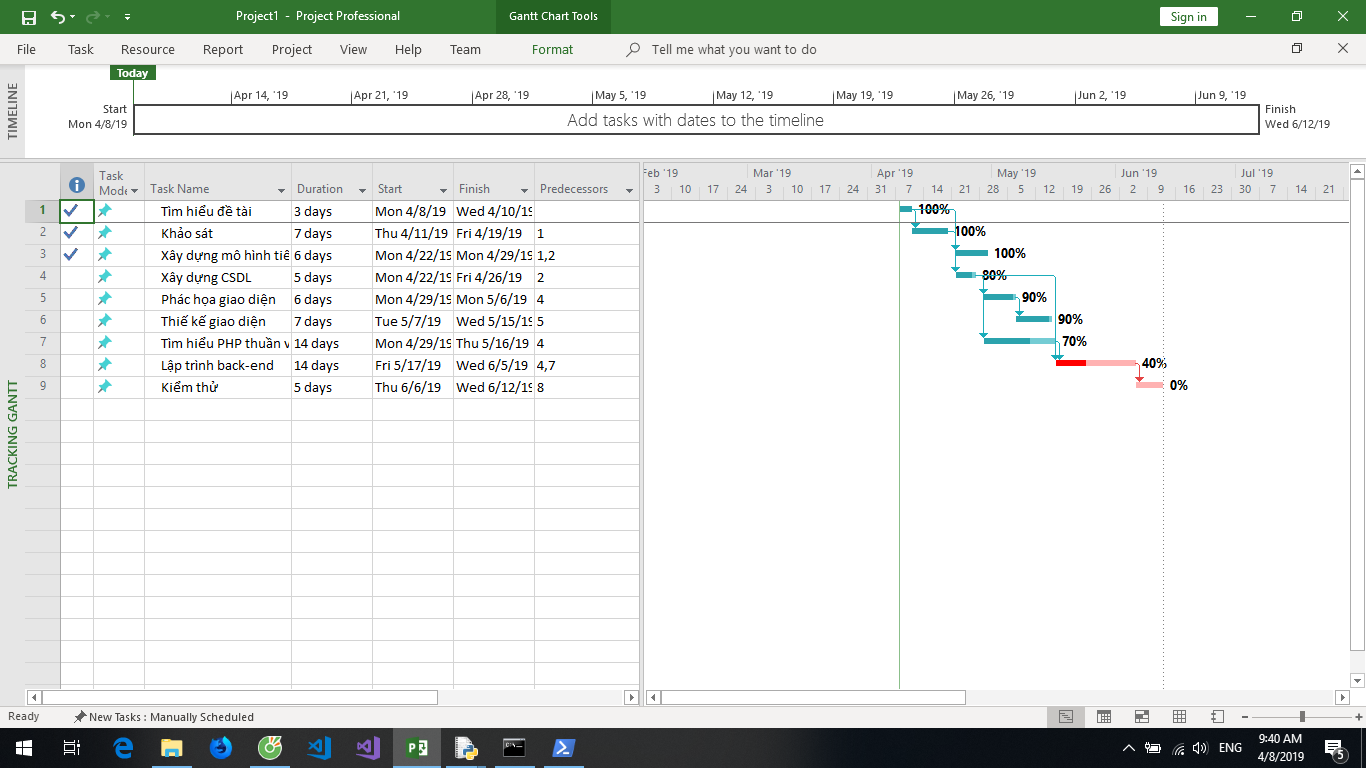 Project1 - Project Professional
Gantt Chart Tools
Sign in
File Task Resource Report Project View Help Team Format Tell me what you want to do
TIMELINE
Today
Apr 14, '19 Apr 21, '19 Apr 28, '19 May 5, '19 May 12, '19 May 19, '19 May 26, '19 Jun 2, '19 Jun 9, '19
Start
Mon 4/8/19
Add tasks with dates to the timeline
Finish
Wed 6/12/19
TRACKING GANTT
Task Mode Task Name Duration Start Finish Predecessors
1 Tìm hiểu đề tài 3 days Mon 4/8/19 Wed 4/10/19
2 Khảo sát 7 days Thu 4/11/19 Fri 4/19/19 1
3 Xây dựng mô hình tiê 6 days Mon 4/22/19 Mon 4/29/19 1,2
4 Xây dựng CSDL 5 days Mon 4/22/19 Fri 4/26/19 2
5 Phác họa giao diện 6 days Mon 4/29/19 Mon 5/6/19 4
6 Thiế kế giao diện 7 days Tue 5/7/19 Wed 5/15/19 5
7 Tìm hiểu PHP thuần v 14 days Mon 4/29/19 Thu 5/16/19 4
8 Lập trình back-end 14 days Fri 5/17/19 Wed 6/5/19 4,7
9 Kiểm thử 5 days Thu 6/6/19 Wed 6/12/19 8
Feb '19 Mar '19 Apr '19 May '19 Jun '19 Jul '19
3 10 17 24 3 10 17 24 31 7 14 21 28 5 12 19 26 2 9 16 23 30 7 14 21
100%
100%
100%
80%
90%
90%
70%
40%
0%
Ready New Tasks : Manually Scheduled
ENG
9:40 AM
4/8/2019
5